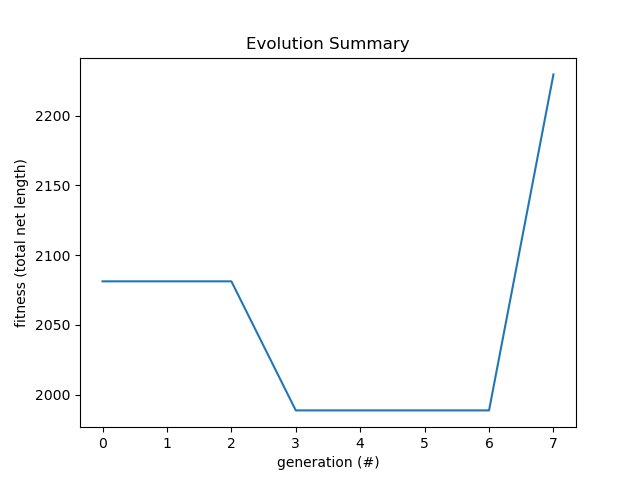 Evolution Summary
fitness (total net length)
2200
2150
2100
2050
2000
0 1 2 3 4 5 6 7
generation (#)